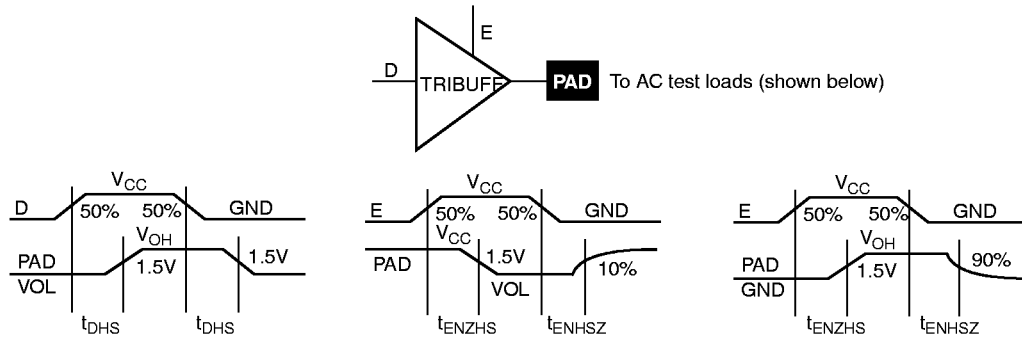 E
D
TRIBUFF
PAD
To AC test loads (shown below)
VCC
D
50%
50%
GND
VOH
PAD
1.5V
1.5V
VOL
tDHS
tDHS
VCC
E
50%
50%
GND
VCC
PAD
1.5V
10%
VOL
tENZHS
tENHSZ
VCC
E
50%
50%
GND
VOH
PAD
1.5V
90%
GND
tENZHS
tENHSZ